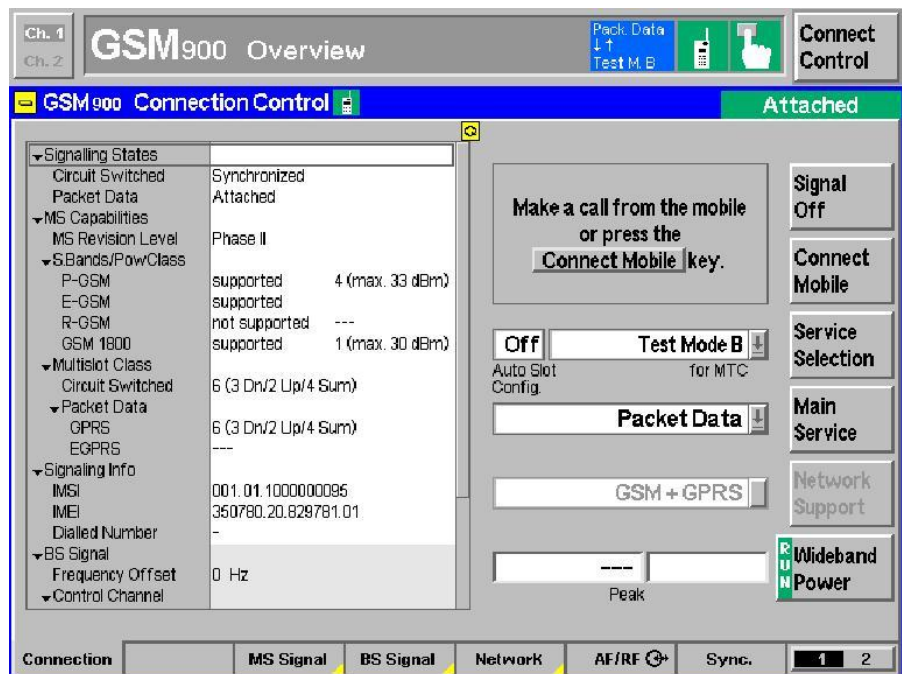 Ch. 1
Ch. 2
GSM900 Overview
Pack. Data
↓↑
Test M. B
Connect
Control
GSM 900 Connection Control
Attached
Signalling States
Circuit Switched Synchronized
Packet Data Attached
MS Capabilities
MS Revision Level Phase II
S.Bands/PowClass
P-GSM supported 4 (max. 33 dBm)
E-GSM supported
R-GSM not supported ---
GSM 1800 supported 1 (max. 30 dBm)
Multislot Class
Circuit Switched 6 (3 Dn/2 Up/4 Sum)
Packet Data
GPRS 6 (3 Dn/2 Up/4 Sum)
EGPRS ---
Signaling Info
IMSI 001.01.1000000095
IMEI 350780.20.829781.01
Dialled Number -
BS Signal
Frequency Offset 0 Hz
Control Channel
Make a call from the mobile
or press the
Connect Mobile key.
Off Test Mode B
Auto Slot for MTC
Config.
Packet Data
GSM + GPRS
---
Peak
Signal
Off
Connect
Mobile
Service
Selection
Main
Service
Network
Support
RUN
Wideband
Power
Connection MS Signal BS Signal Network AF/RF Sync. 1 2